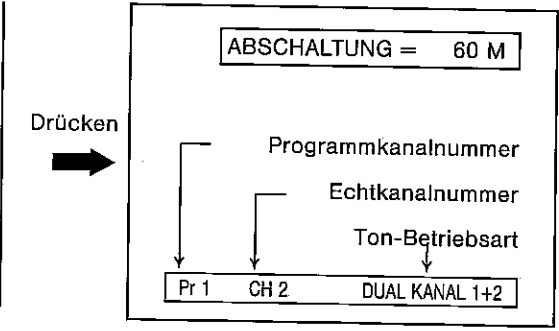 ABSCHALTUNG = 60 M
Drücken
Programmkanalnummer
Echtkanalnummer
Ton-Betriebsart
Pr 1 CH 2 DUAL KANAL 1+2